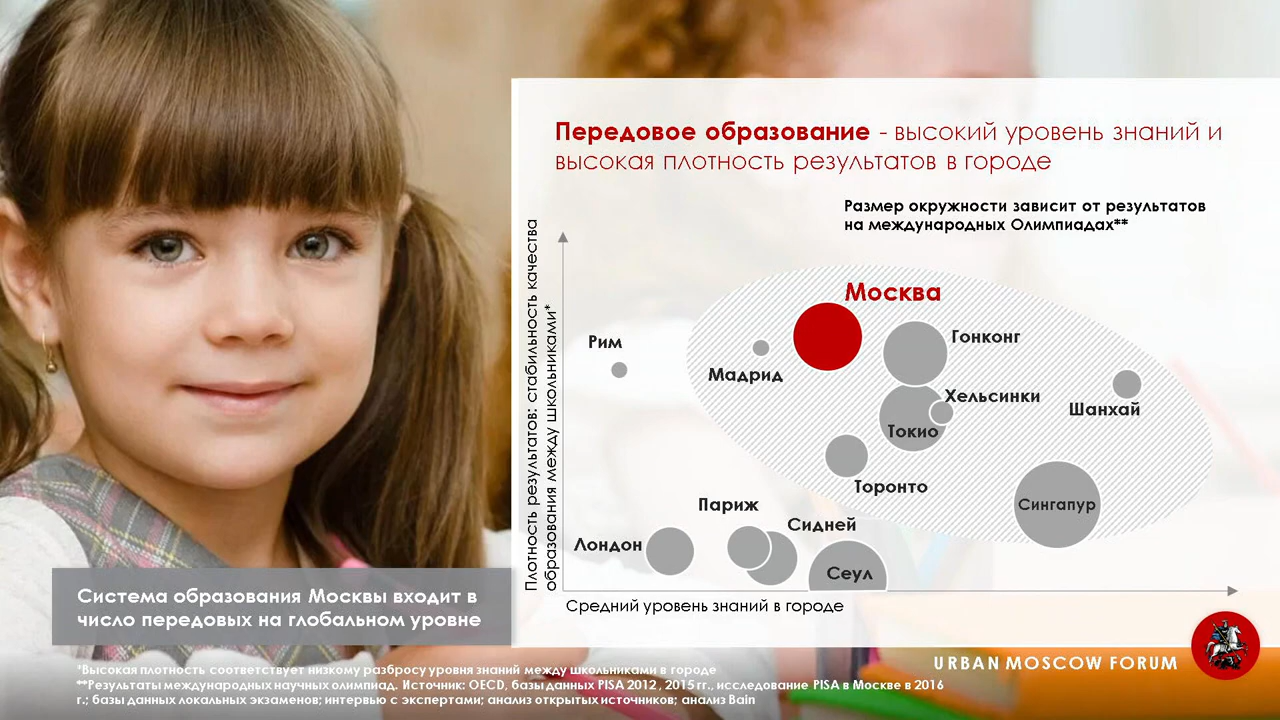 Передовое образование - высокий уровень знаний и
высокая плотность результатов в городе
Размер окружности зависит от результатов
на международных Олимпиадах**
Плотность результатов: стабильность качества
образования между школьниками*
Москва
Рим
Гонконг
Мадрид
Хельсинки
Шанхай
Токио
Торонто
Париж
Сингапур
Сидней
Лондон
Сеул
Средний уровень знаний в городе
Система образования Москвы входит в
число передовых на глобальном уровне
URBAN MOSCOW FORUM
*Высокая плотность соответствует низкому разбросу уровня знаний между школьниками в городе
**Результаты международных научных олимпиад. Источник: OECD, базы данных PISA 2012, 2015 гг., исследование PISA в Москве в 2016
г.; базы данных локальных экзаменов; интервью с экспертами; анализ открытых источников; анализ Bain